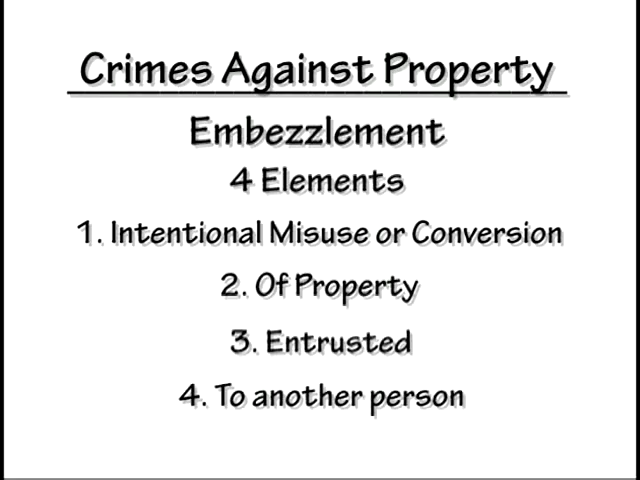 Crimes Against Property
Embezzlement
4 Elements
1. Intentional Misuse or Conversion
2. Of Property
3. Entrusted
4. To another person